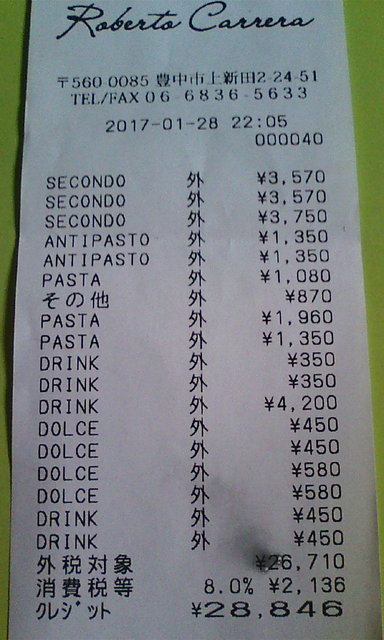 Roberto Carrera
〒560-0085 豊中市上新田2-24-51
TEL/FAX 06-6836-5633
2017-01-28 22:05
000040
SECONDO 外 ¥3,570
SECONDO 外 ¥3,570
SECONDO 外 ¥3,750
ANTIPASTO 外 ¥1,350
ANTIPASTO 外 ¥1,350
PASTA 外 ¥1,080
その他 外 ¥870
PASTA 外 ¥1,960
PASTA 外 ¥1,350
DRINK 外 ¥350
DRINK 外 ¥350
DRINK 外 ¥4,200
DOLCE 外 ¥450
DOLCE 外 ¥450
DOLCE 外 ¥580
DOLCE 外 ¥580
DRINK 外 ¥450
DRINK 外 ¥450
外税対象 ¥26,710
消費税等 8.0% ¥2,136
クレジット ¥28,846